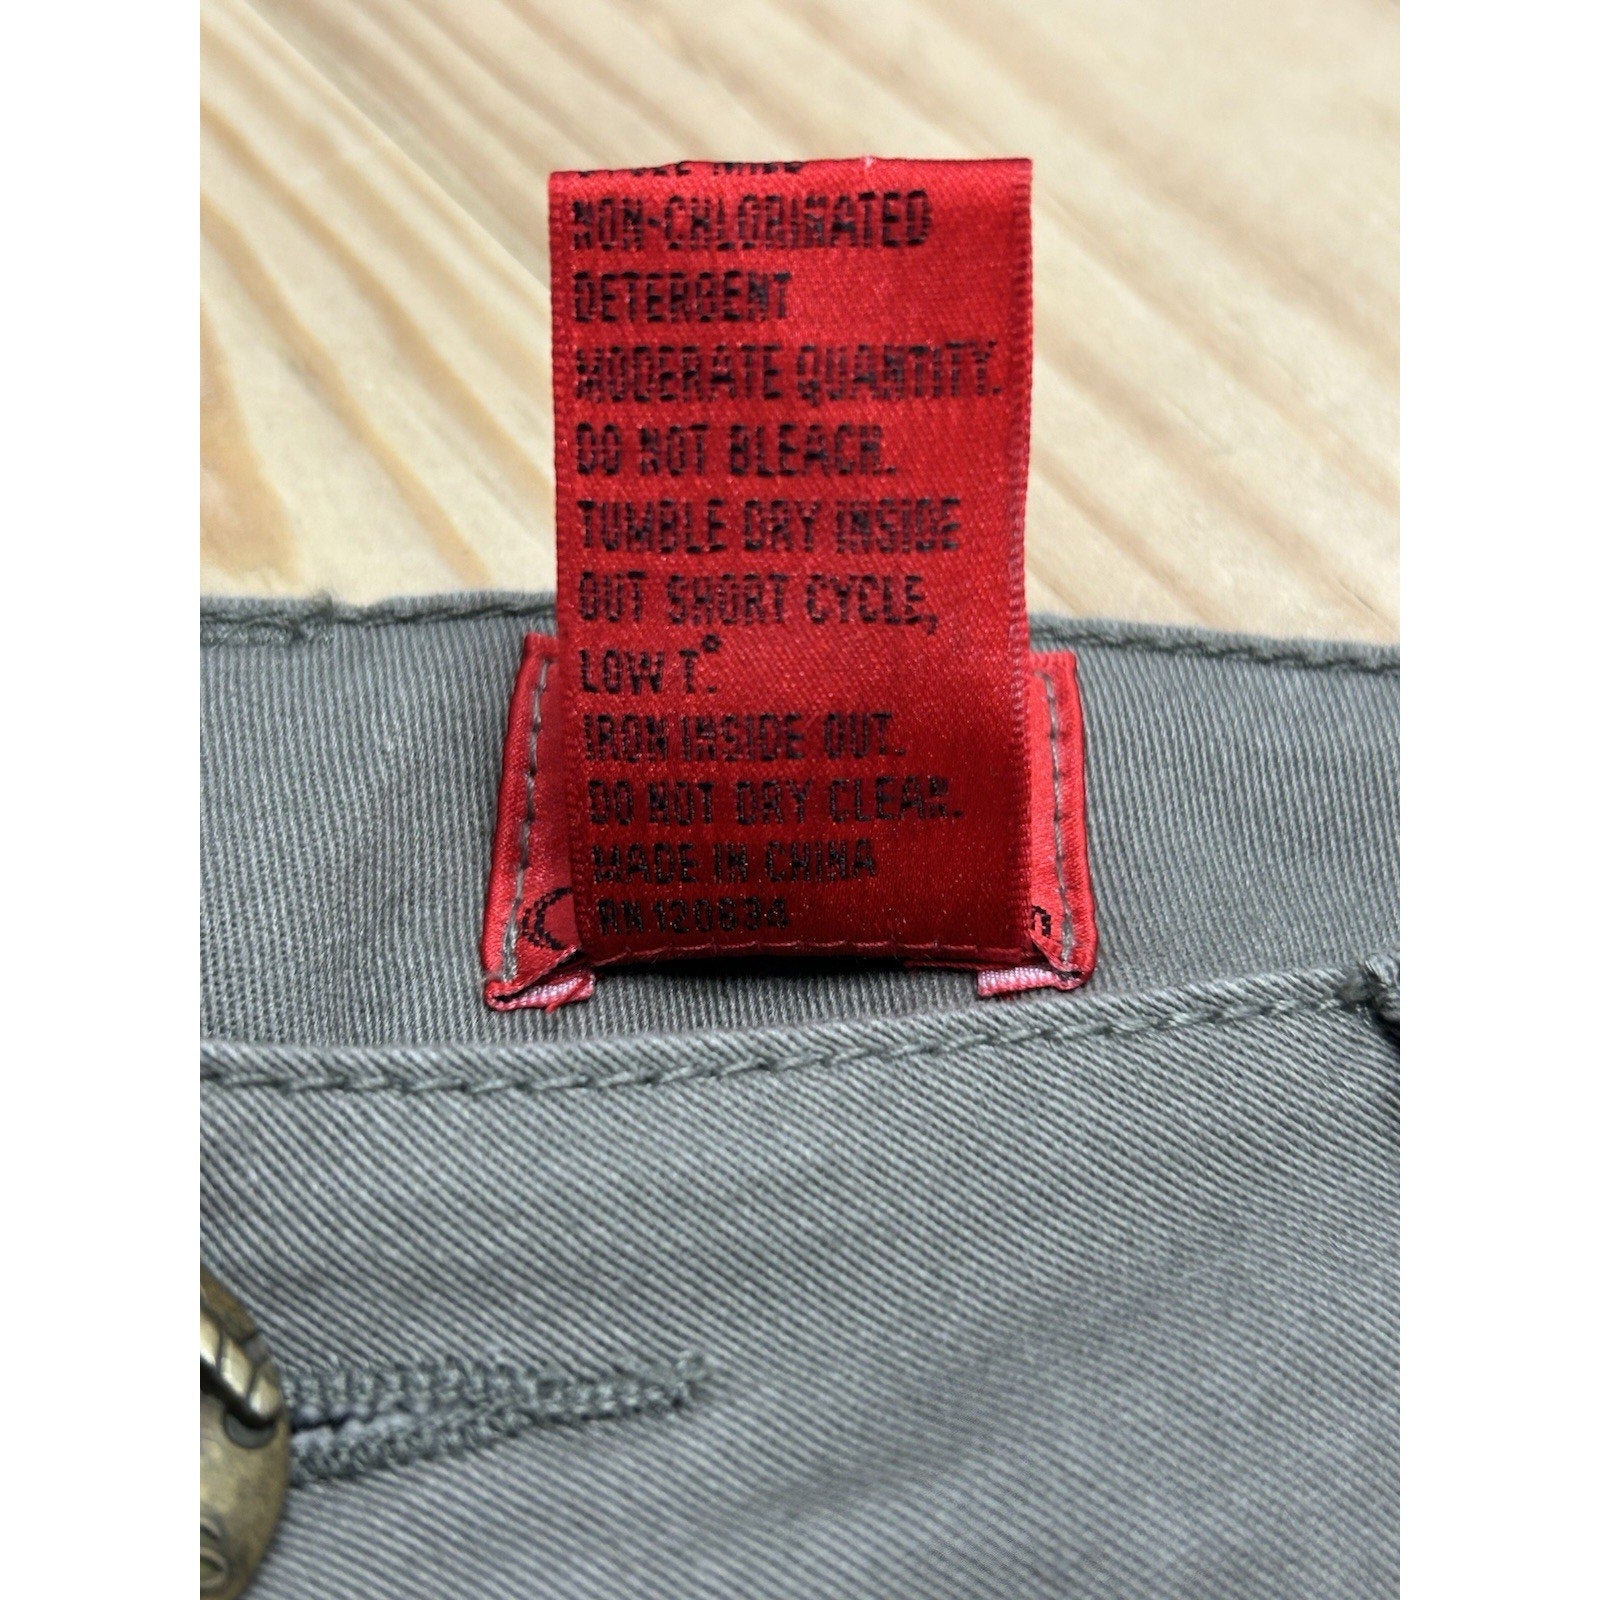 NON-CHLORINATED
DETERGENT
MODERATE QUANTITY.
DO NOT BLEACH.
TUMBLE DRY INSIDE
OUT SHORT CYCLE,
LOW T°.
IRON INSIDE OUT.
DO NOT DRY CLEAN.
MADE IN CHINA
RN 120634